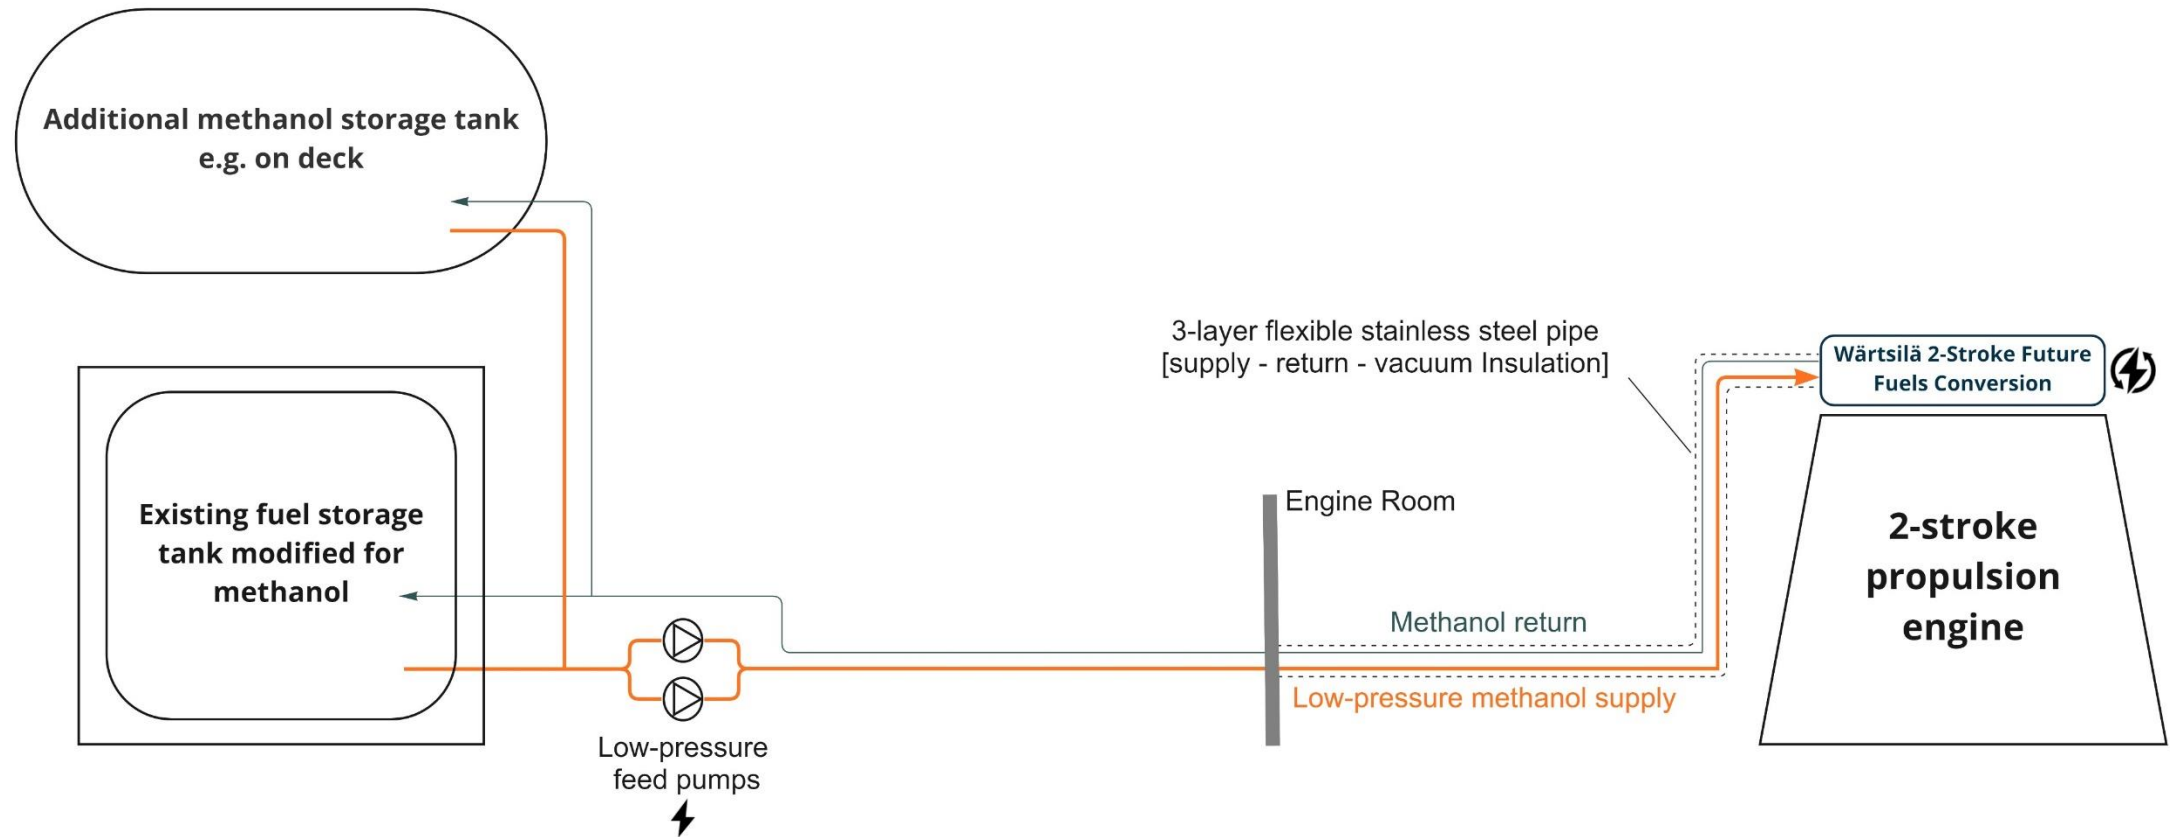 Additional methanol storage tank
e.g. on deck
3-layer flexible stainless steel pipe
[supply - return - vacuum Insulation]
Wärtsilä 2-Stroke Future
Fuels Conversion
Existing fuel storage
tank modified for
methanol
Engine Room
2-stroke
propulsion
engine
Methanol return
Low-pressure methanol supply
Low-pressure
feed pumps